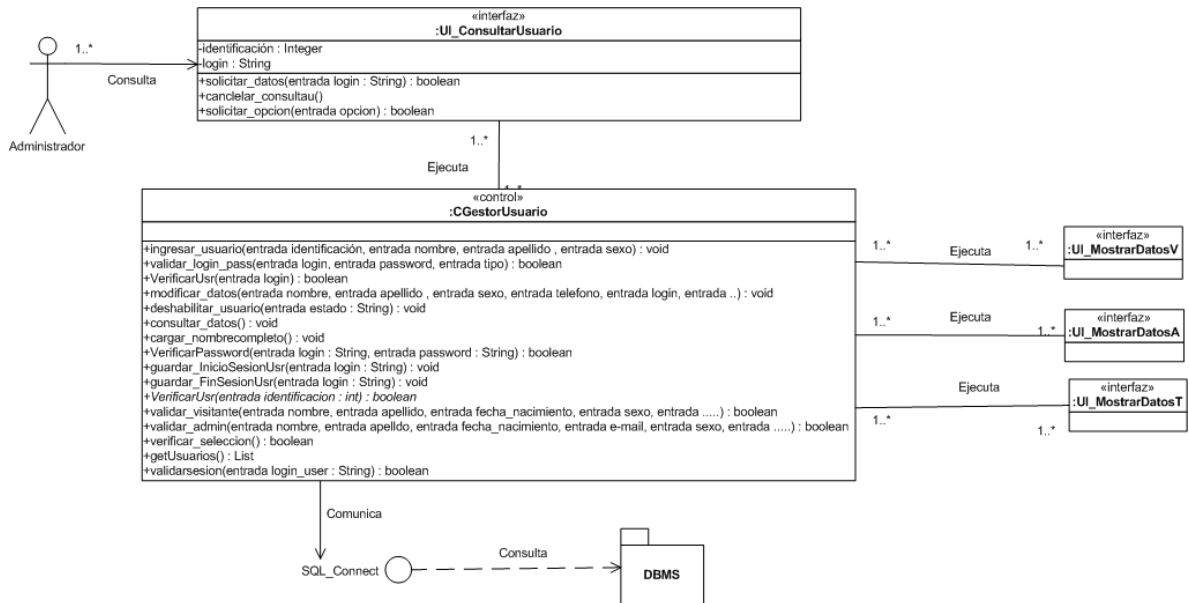 «interfaz»
:UI_ConsultarUsuario
-identificación : Integer
-login : String
+solicitar_datos(entrada login : String) : boolean
+canclelar_consultau()
+solicitar_opcion(entrada opcion) : boolean
1..*
Consulta
Administrador
1..*
Ejecuta
1..*
«control»
:CGestorUsuario
+ingresar_usuario(entrada identificación, entrada nombre, entrada apellido , entrada sexo) : void
+validar_login_pass(entrada login, entrada password, entrada tipo) : boolean
+VerificarUsr(entrada login) : boolean
+modificar_datos(entrada nombre, entrada apellido , entrada sexo, entrada telefono, entrada login, entrada ..) : void
+deshabilitar_usuario(entrada estado : String) : void
+consultar_datos() : void
+cargar_nombrecompleto() : void
+VerificarPassword(entrada login : String, entrada password : String) : boolean
+guardar_InicioSesionUsr(entrada login : String) : void
+guardar_FinSesionUsr(entrada login : String) : void
+VerificarUsr(entrada identificacion : int) : boolean
+validar_visitante(entrada nombre, entrada apellido, entrada fecha_nacimiento, entrada sexo, entrada .....) : boolean
+validar_admin(entrada nombre, entrada apelldo, entrada fecha_nacimiento, entrada e-mail, entrada sexo, entrada .....) : boolean
+verificar_seleccion() : boolean
+getUsuarios() : List
+validarsesion(entrada login_user : String) : boolean
1..*
Ejecuta
1..*
«interfaz»
:UI_MostrarDatosV
1..*
Ejecuta
1..*
«interfaz»
:UI_MostrarDatosA
1..*
Ejecuta
1..*
«interfaz»
:UI_MostrarDatosT
Comunica
SQL_Connect
Consulta
DBMS